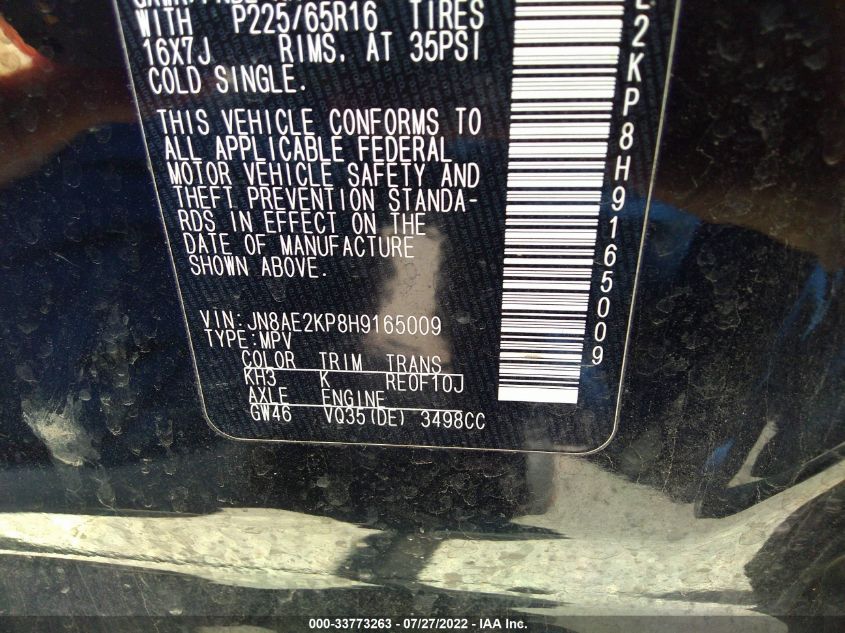 WITH P225/65R16 TIRES
16X7J RIMS, AT 35PSI
COLD SINGLE.
THIS VEHICLE CONFORMS TO
ALL APPLICABLE FEDERAL
MOTOR VEHICLE SAFETY AND
THEFT PREVENTION STANDA-
RDS IN EFFECT ON THE
DATE OF MANUFACTURE
SHOWN ABOVE.
VIN:JN8AE2KP8H9165009
TYPE:MPV
COLOR TRIM TRANS
KH3 K RE0F10J
AXLE ENGINE
GW46 VQ35(DE) 3498CC
E2KP8H9165009
000-33773263 - 07/27/2022 - IAA Inc.